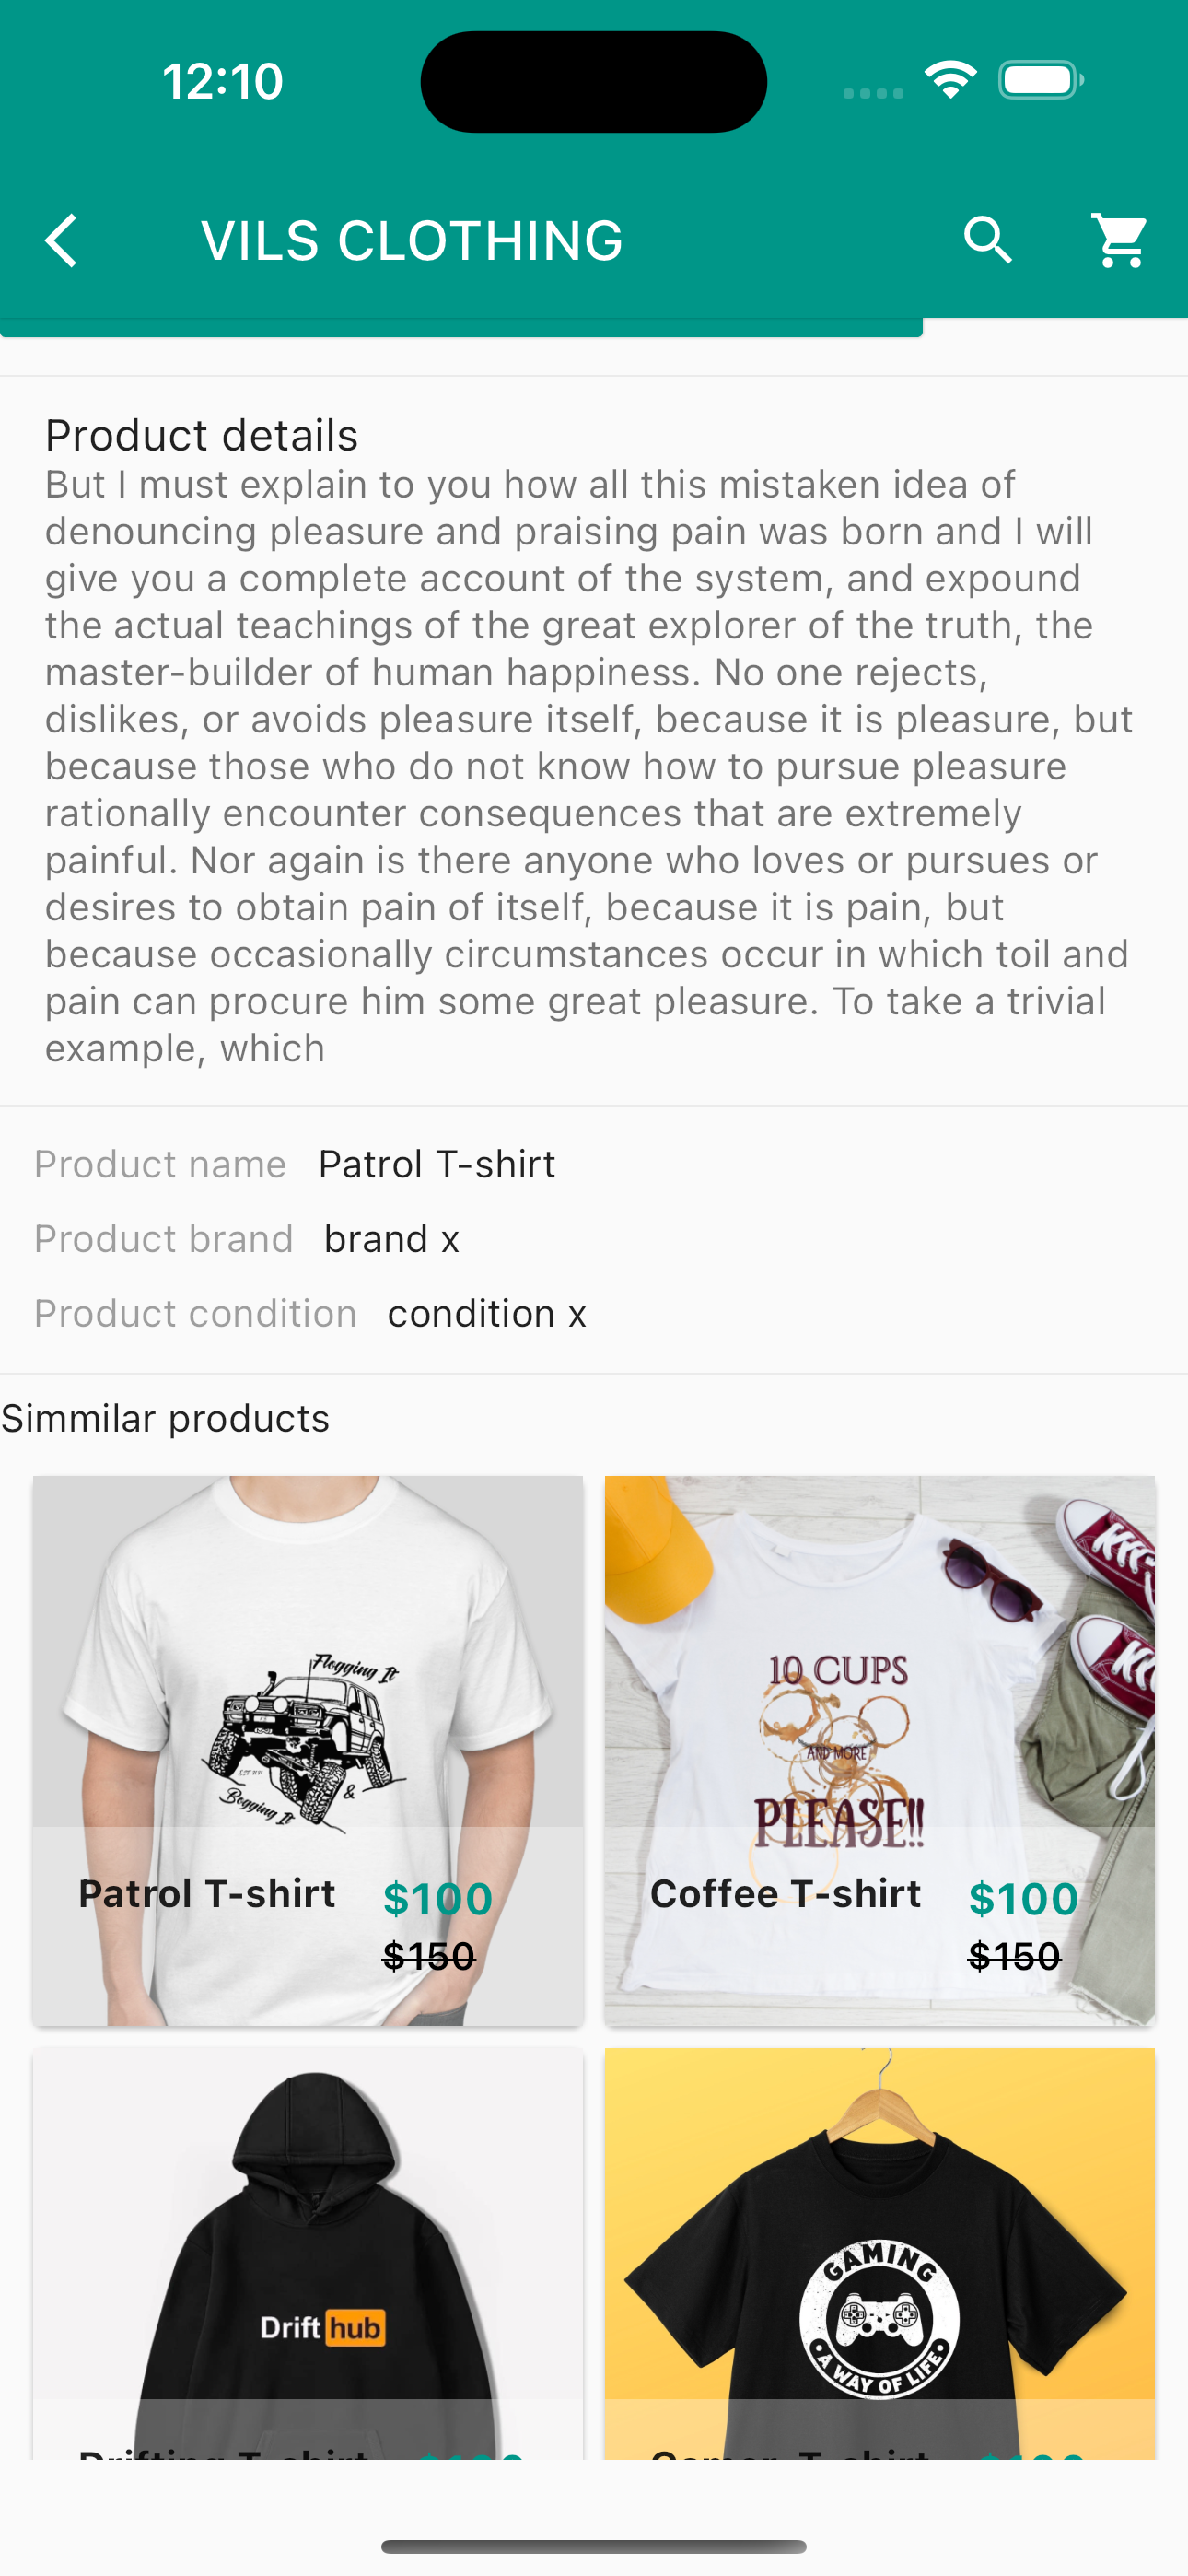 12:10
VILS CLOTHING
Product details
But I must explain to you how all this mistaken idea of
denouncing pleasure and praising pain was born and I will
give you a complete account of the system, and expound
the actual teachings of the great explorer of the truth, the
master-builder of human happiness. No one rejects,
dislikes, or avoids pleasure itself, because it is pleasure, but
because those who do not know how to pursue pleasure
rationally encounter consequences that are extremely
painful. Nor again is there anyone who loves or pursues or
desires to obtain pain of itself, because it is pain, but
because occasionally circumstances occur in which toil and
pain can procure him some great pleasure. To take a trivial
example, which
Product name Patrol T-shirt
Product brand brand x
Product condition condition x
Simmilar products
Flogging It
&
Bogging It
Patrol T-shirt $100
$150
10 CUPS
AND MORE
PLEASE!!
Coffee T-shirt $100
$150
Drift hub
Drifting T-shirt
GAMING
A WAY OF LIFE
T-shirt